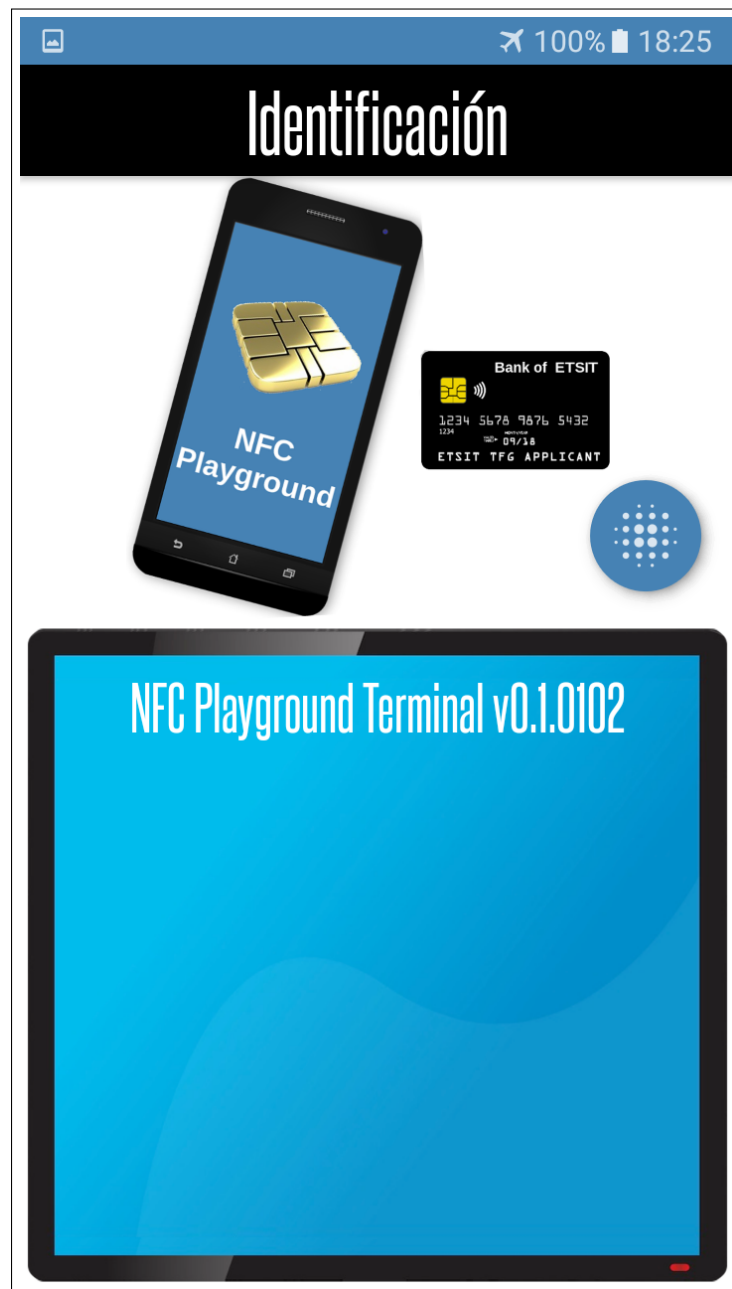 100% 18:25
Identificación
NFC
Playground
Bank of ETSIT
1234 5678 9876 5432
1234
09/18
ETSIT TFG APPLICANT
NFC Playground Terminal v0.1.0102